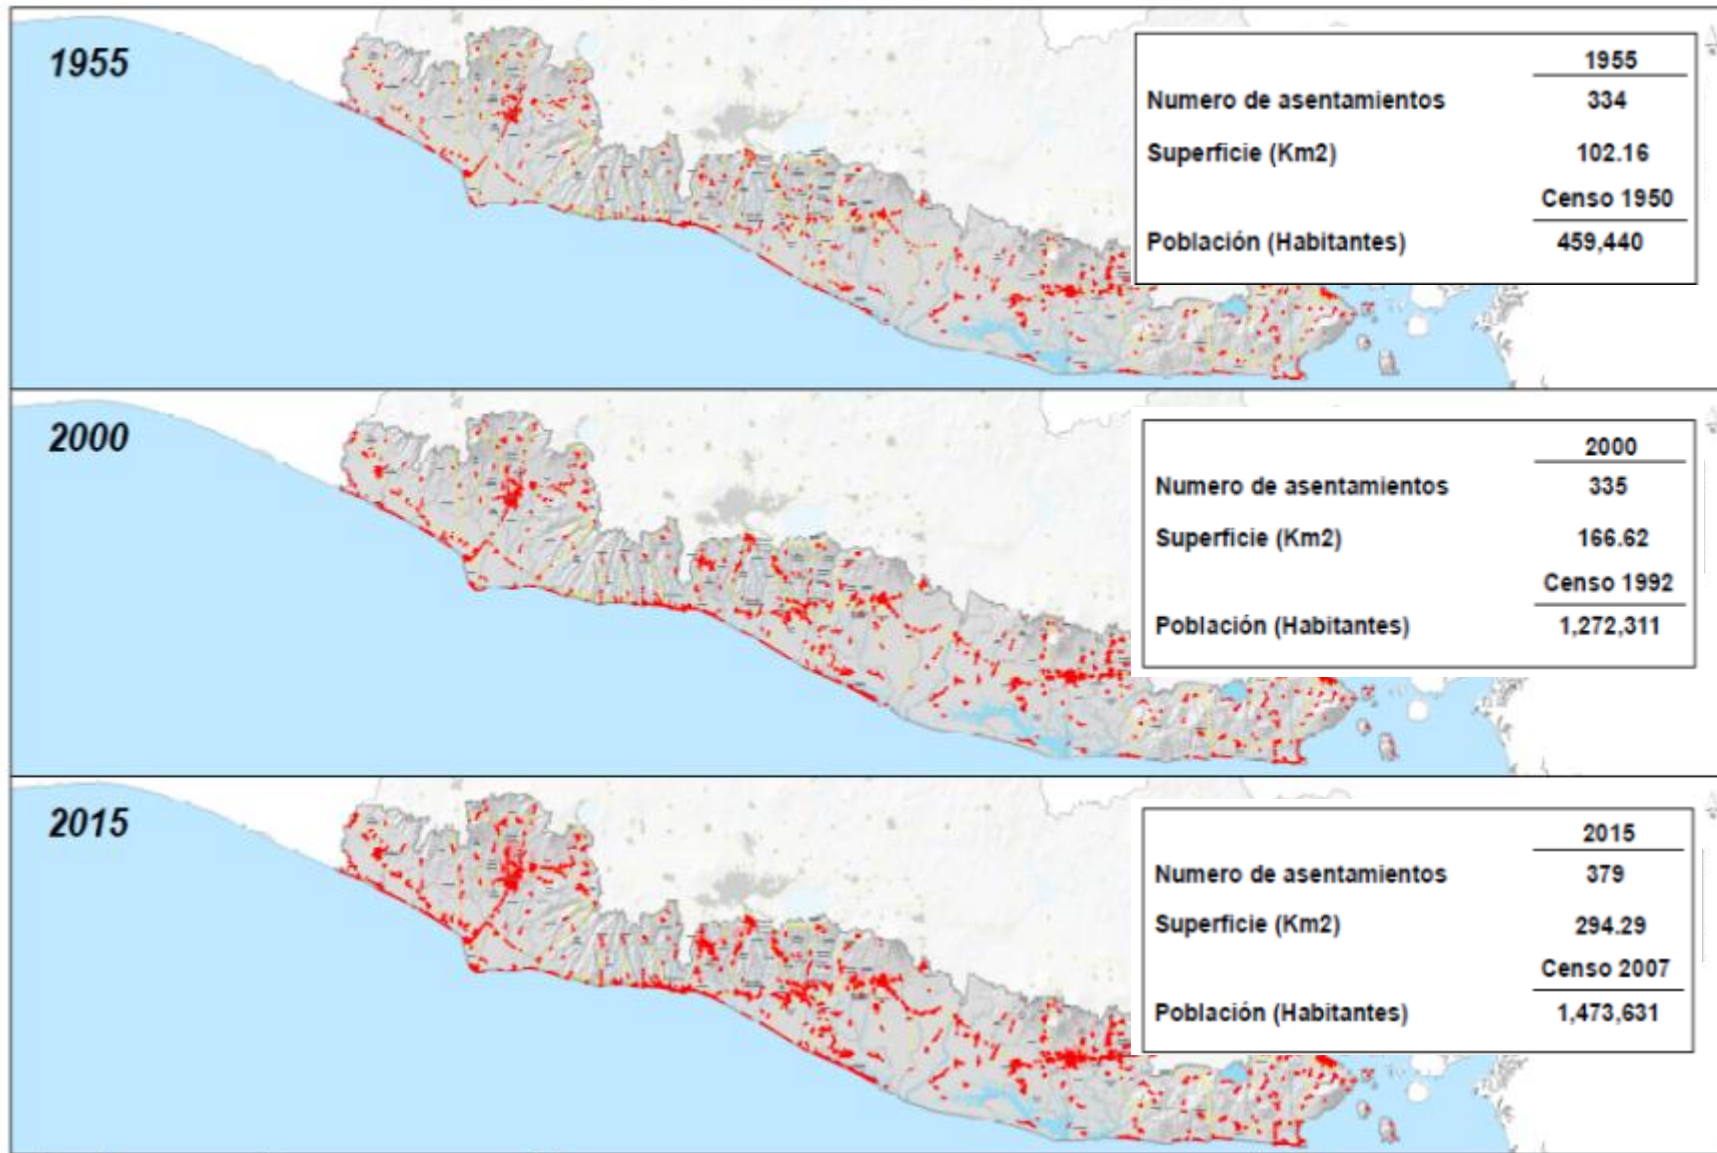 1955
1955
Numero de asentamientos 334
Superficie (Km2) 102.16
Censo 1950
Población (Habitantes) 459,440
2000
2000
Numero de asentamientos 335
Superficie (Km2) 166.62
Censo 1992
Población (Habitantes) 1,272,311
2015
2015
Numero de asentamientos 379
Superficie (Km2) 294.29
Censo 2007
Población (Habitantes) 1,473,631